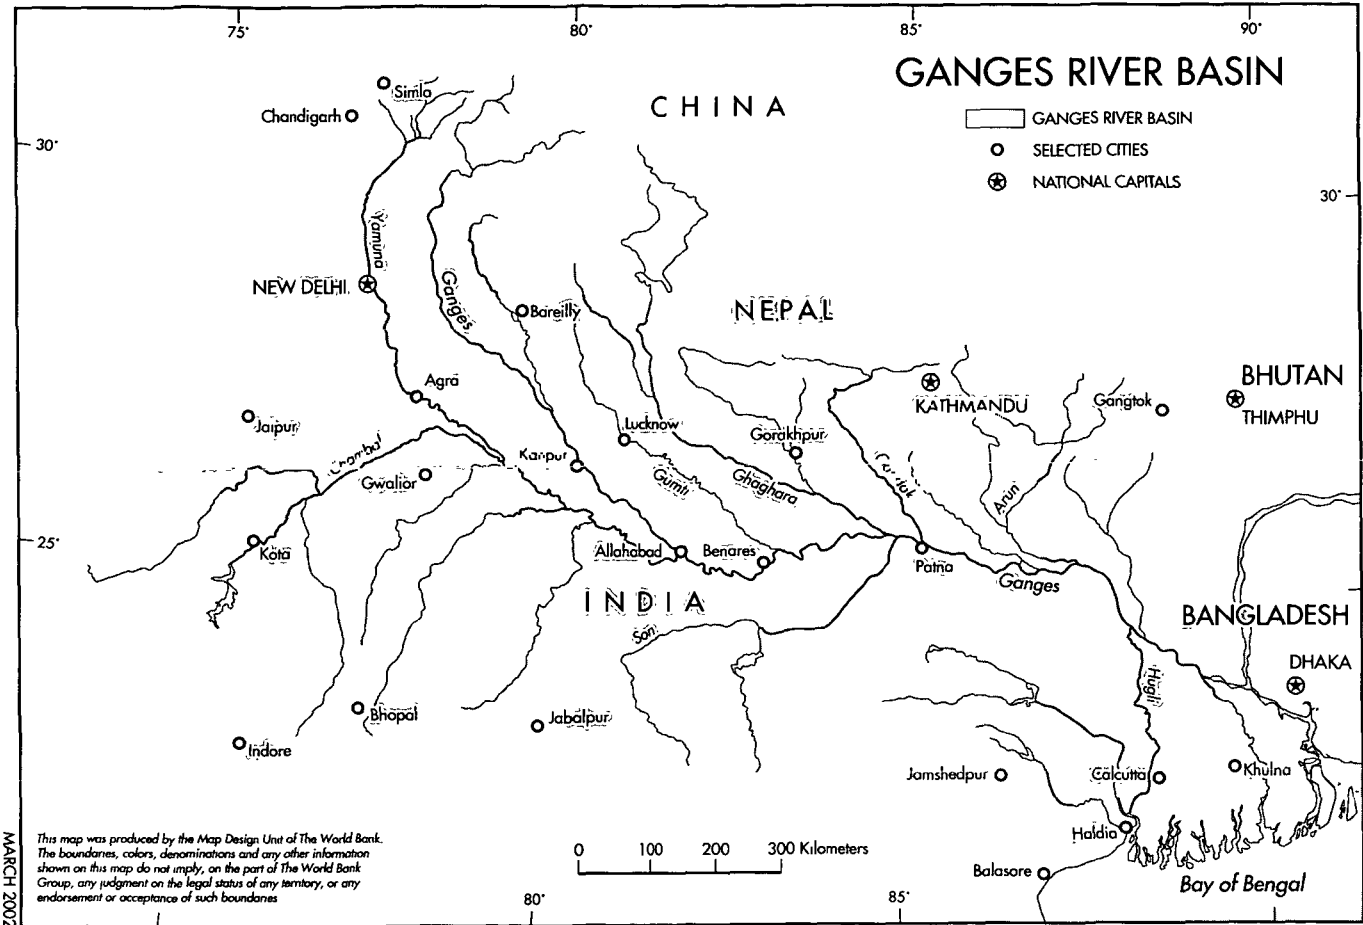 75°
80°
85°
90°
GANGES RIVER BASIN
GANGES RIVER BASIN
SELECTED CITIES
NATIONAL CAPITALS
CHINA
Simla
Chandigarh
30°
30°
Yamuna
NEW DELHI
Ganges
Bareilly
NEPAL
Agra
BHUTAN
KATHMANDU
Gangtok
THIMPHU
Jaipur
Lucknow
Gorakhpur
Chambal
Kanpur
Gwalior
Gumti
Ghaghara
Gandak
Arun
25°
Kota
Allahabad
Benares
Patna
Ganges
INDIA
BANGLADESH
Son
DHAKA
Hugli
Bhopal
Jabalpur
Indore
Jamshedpur
Calcutta
Khulna
Haldia
Balasore
Bay of Bengal
0 100 200 300 Kilometers
This map was produced by the Map Design Unit of The World Bank.
The boundaries, colors, denominations and any other information
shown on this map do not imply, on the part of The World Bank
Group, any judgment on the legal status of any territory, or any
endorsement or acceptance of such boundaries
80°
85°
MARCH 2002